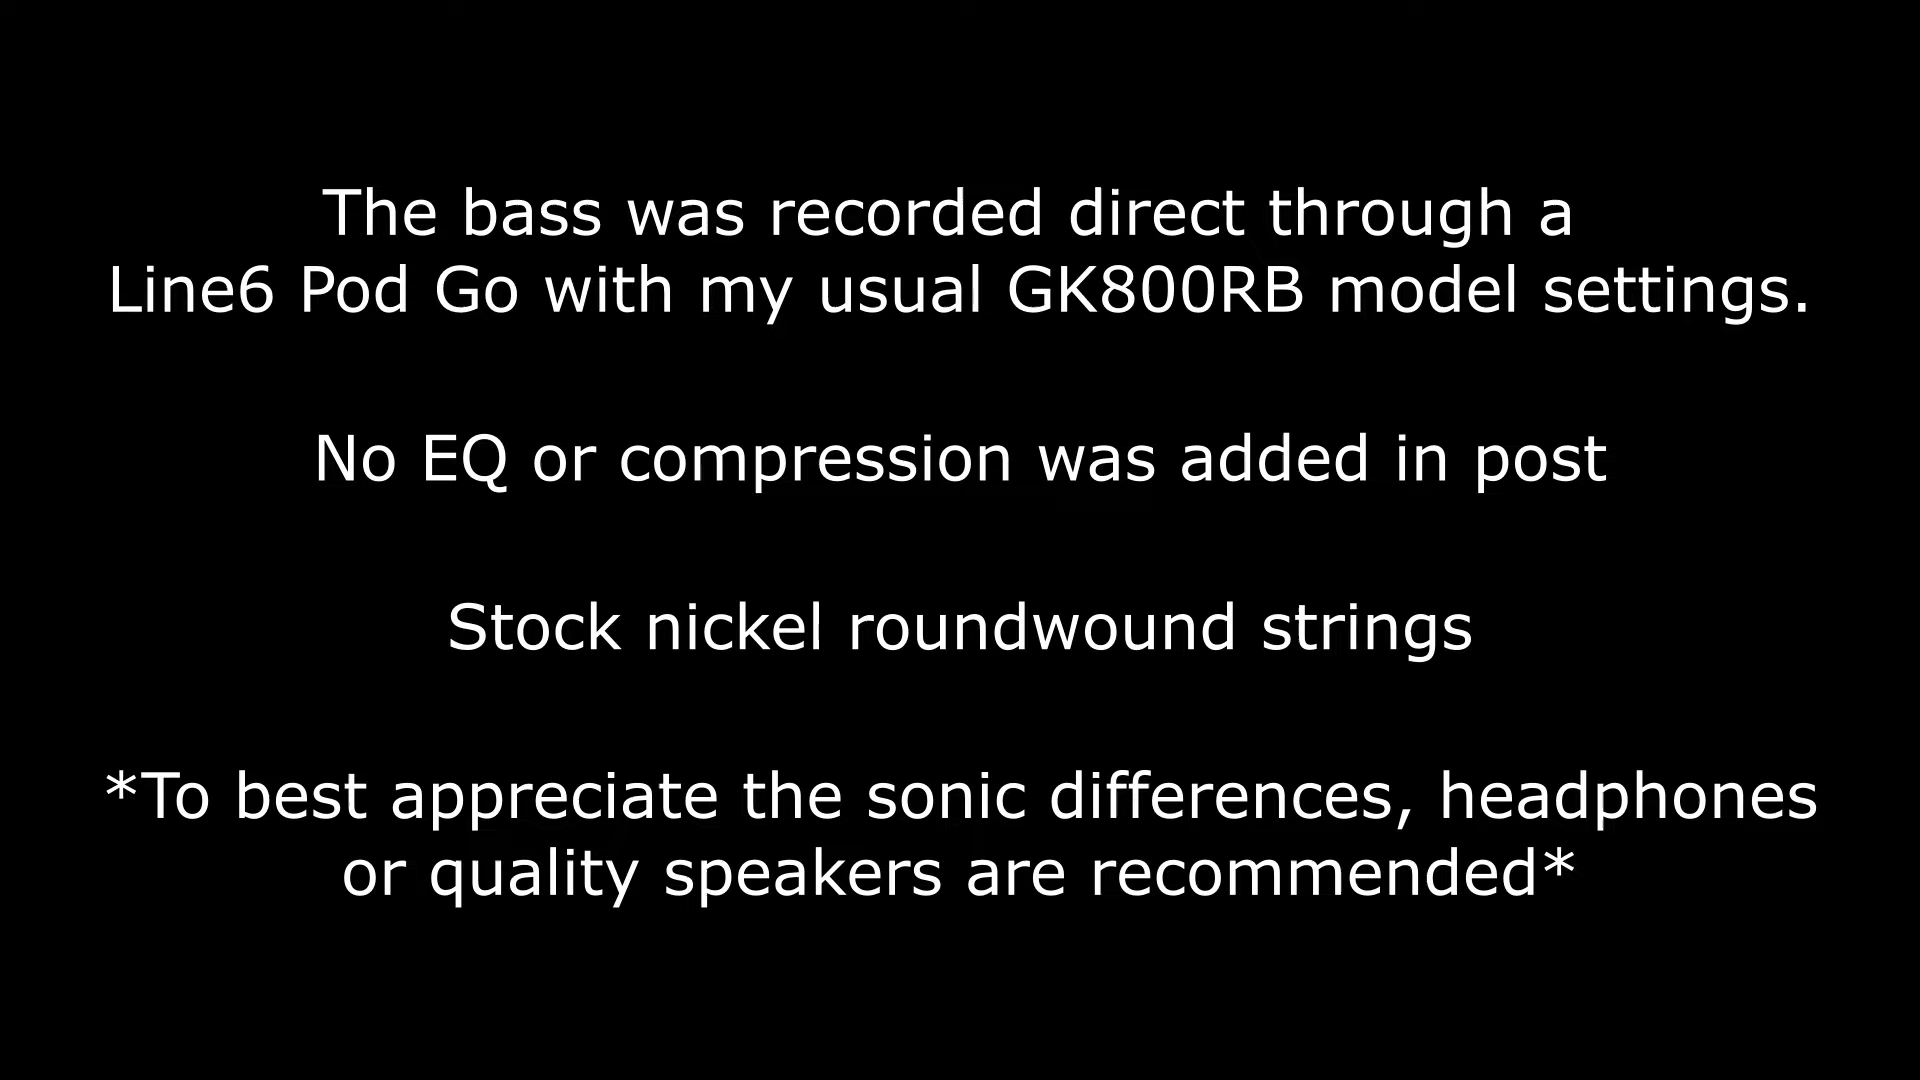 The bass was recorded direct through a
Line6 Pod Go with my usual GK800RB model settings.
No EQ or compression was added in post
Stock nickel roundwound strings
*To best appreciate the sonic differences, headphones
or quality speakers are recommended*